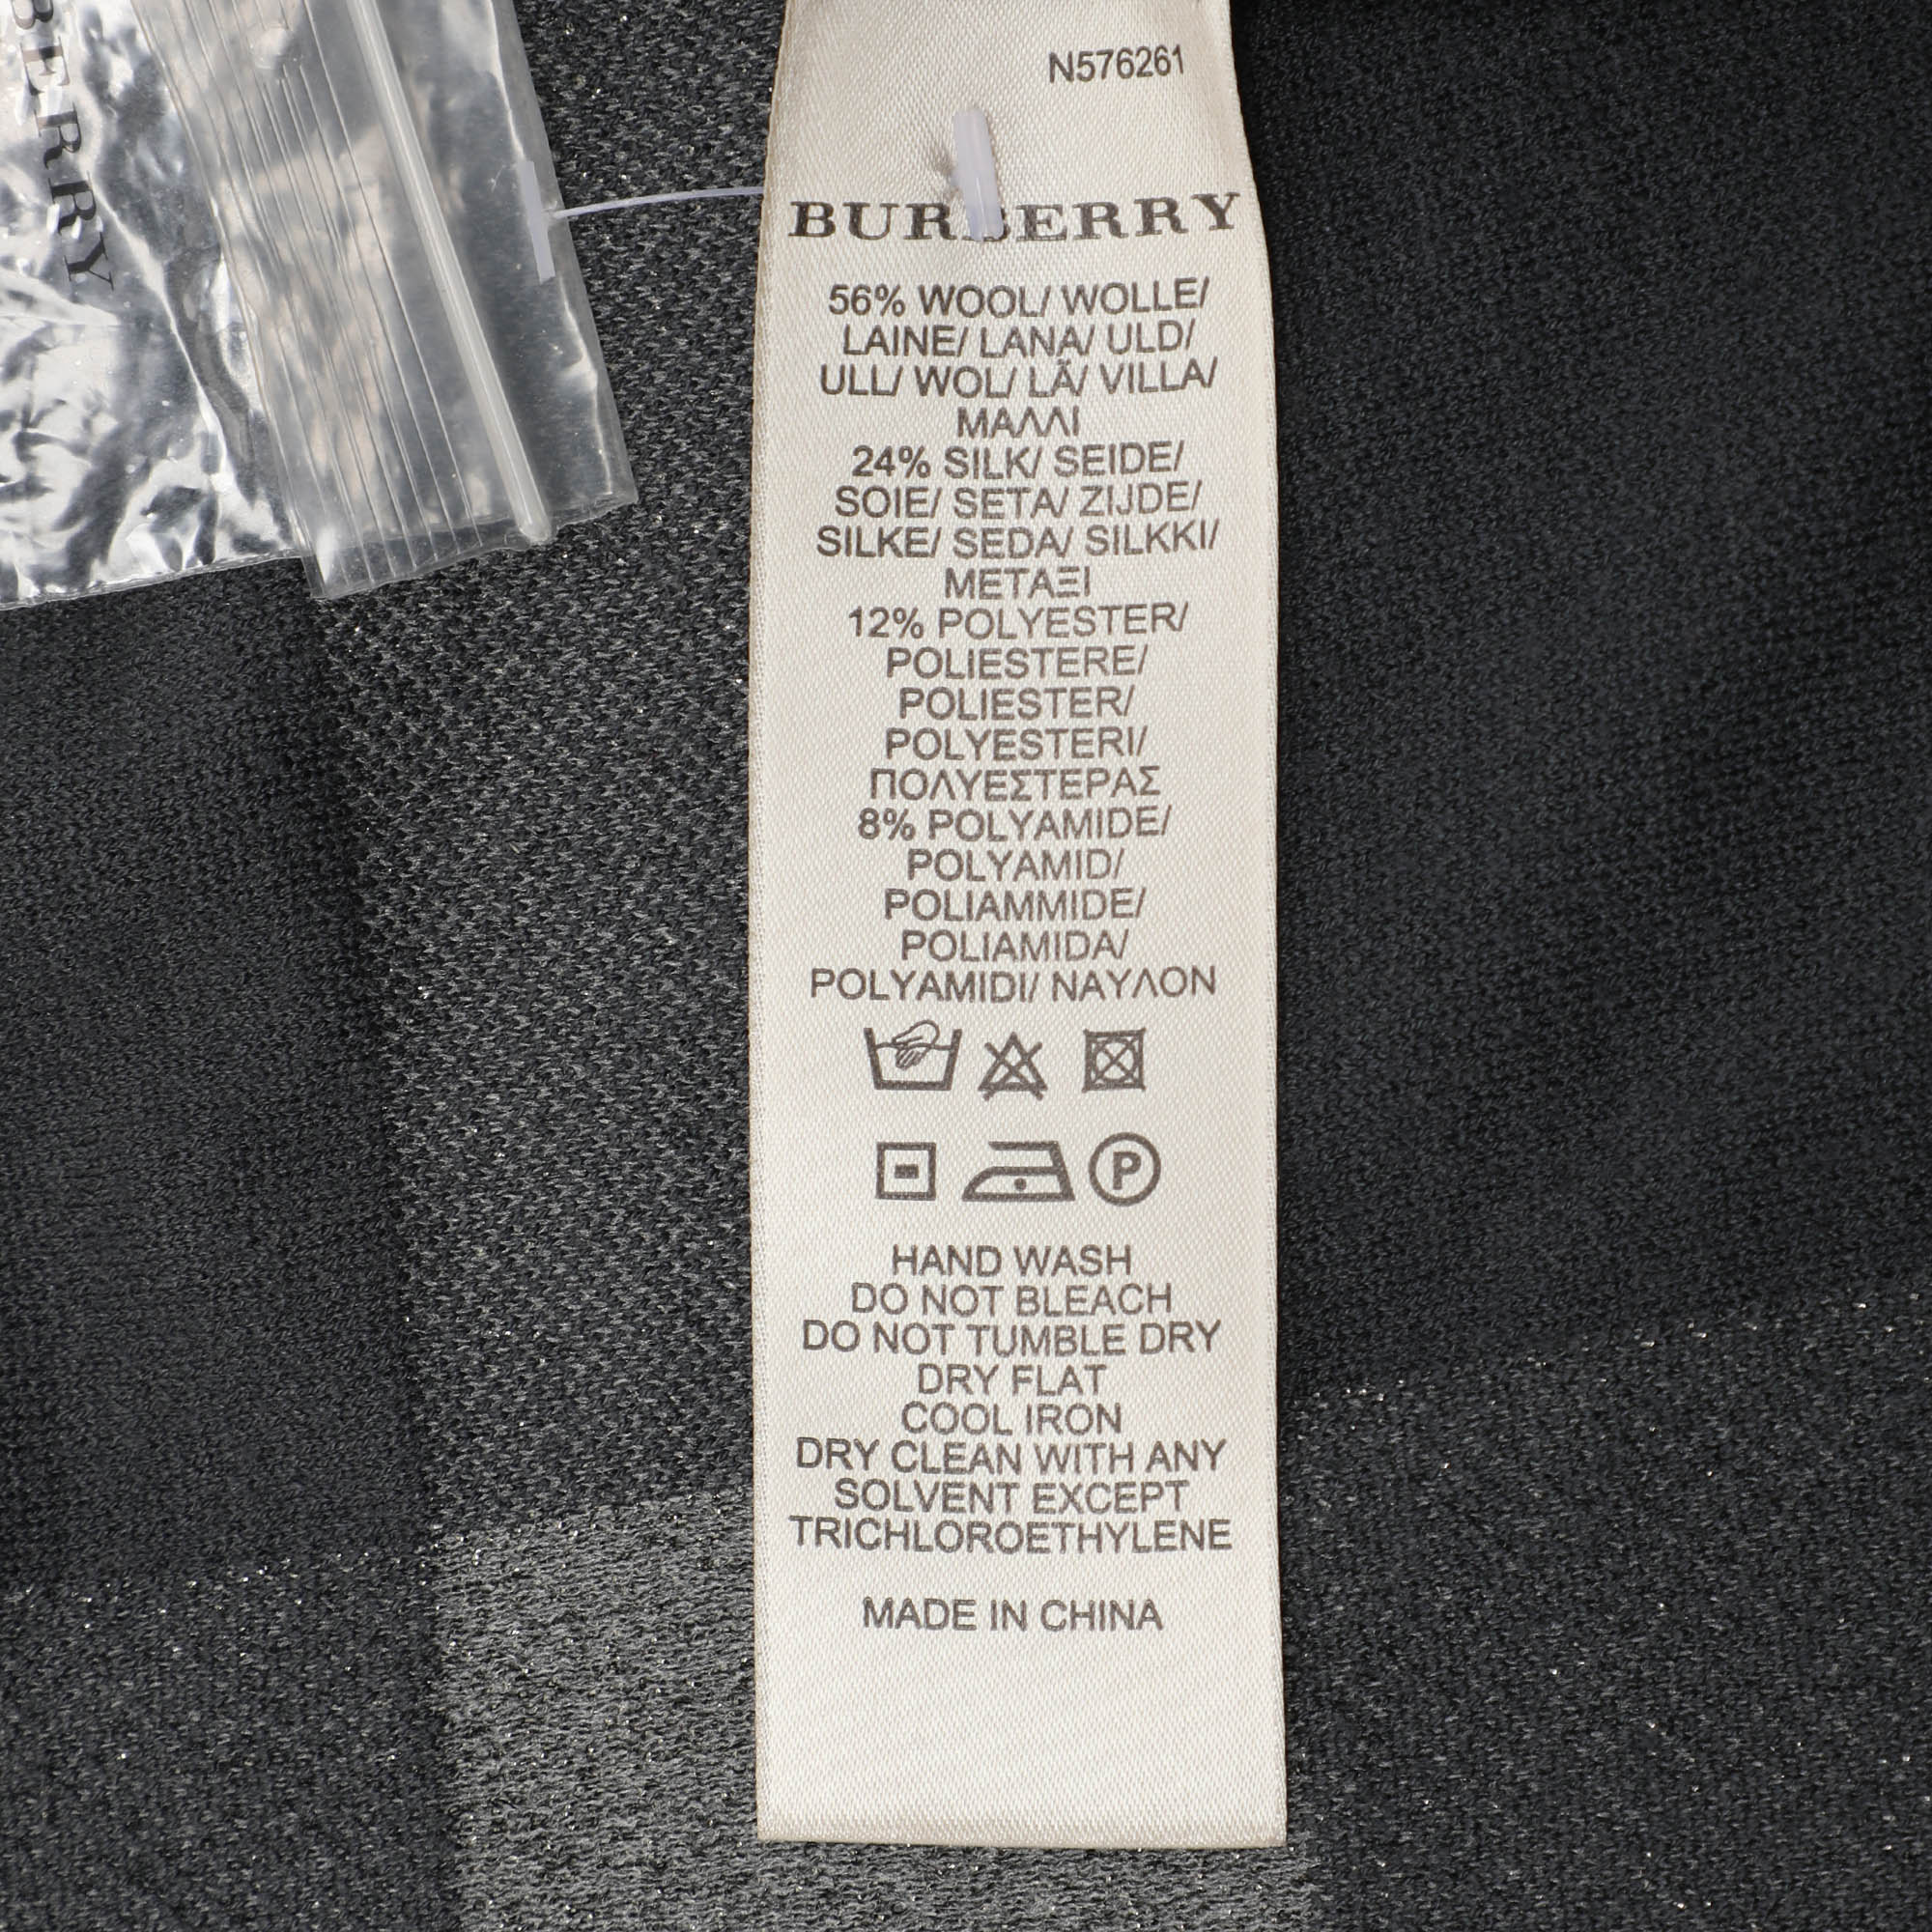 BERRY
N576261
BURBERRY
56% WOOL/ WOLLE/
LAINE/ LANA/ ULD/
ULL/ WOL/ LÃ/ VILLA/
ΜΑΛΛΙ
24% SILK/ SEIDE/
SOIE/ SETA/ ZIJDE/
SILKE/ SEDA/ SILKKI/
ΜΕΤΑΞΙ
12% POLYESTER/
POLIESTERE/
POLIESTER/
POLYESTERI/
ΠΟΛΥΕΣΤΕΡΑΣ
8% POLYAMIDE/
POLYAMID/
POLIAMMIDE/
POLIAMIDA/
POLYAMIDI/ ΝΑΥΛΟΝ
P
HAND WASH
DO NOT BLEACH
DO NOT TUMBLE DRY
DRY FLAT
COOL IRON
DRY CLEAN WITH ANY
SOLVENT EXCEPT
TRICHLOROETHYLENE
MADE IN CHINA